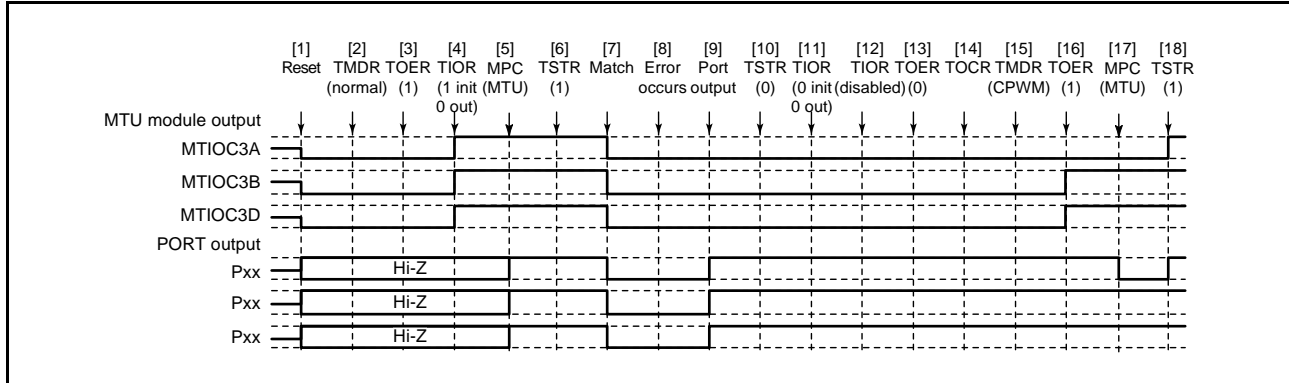 [1] [2] [3] [4] [5] [6] [7] [8] [9] [10] [11] [12] [13] [14] [15] [16] [17] [18]
Reset TMDR TOER TIOR MPC TSTR Match Error Port TSTR TIOR TIOR TOER TOCR TMDR TOER MPC TSTR
(normal) (1) (1 init (MTU) (1) occurs output (0) (0 init (disabled) (0) (CPWM) (1) (MTU) (1)
0 out) 0 out)
MTU module output
MTIOC3A
MTIOC3B
MTIOC3D
PORT output
Pxx Hi-Z
Pxx Hi-Z
Pxx Hi-Z